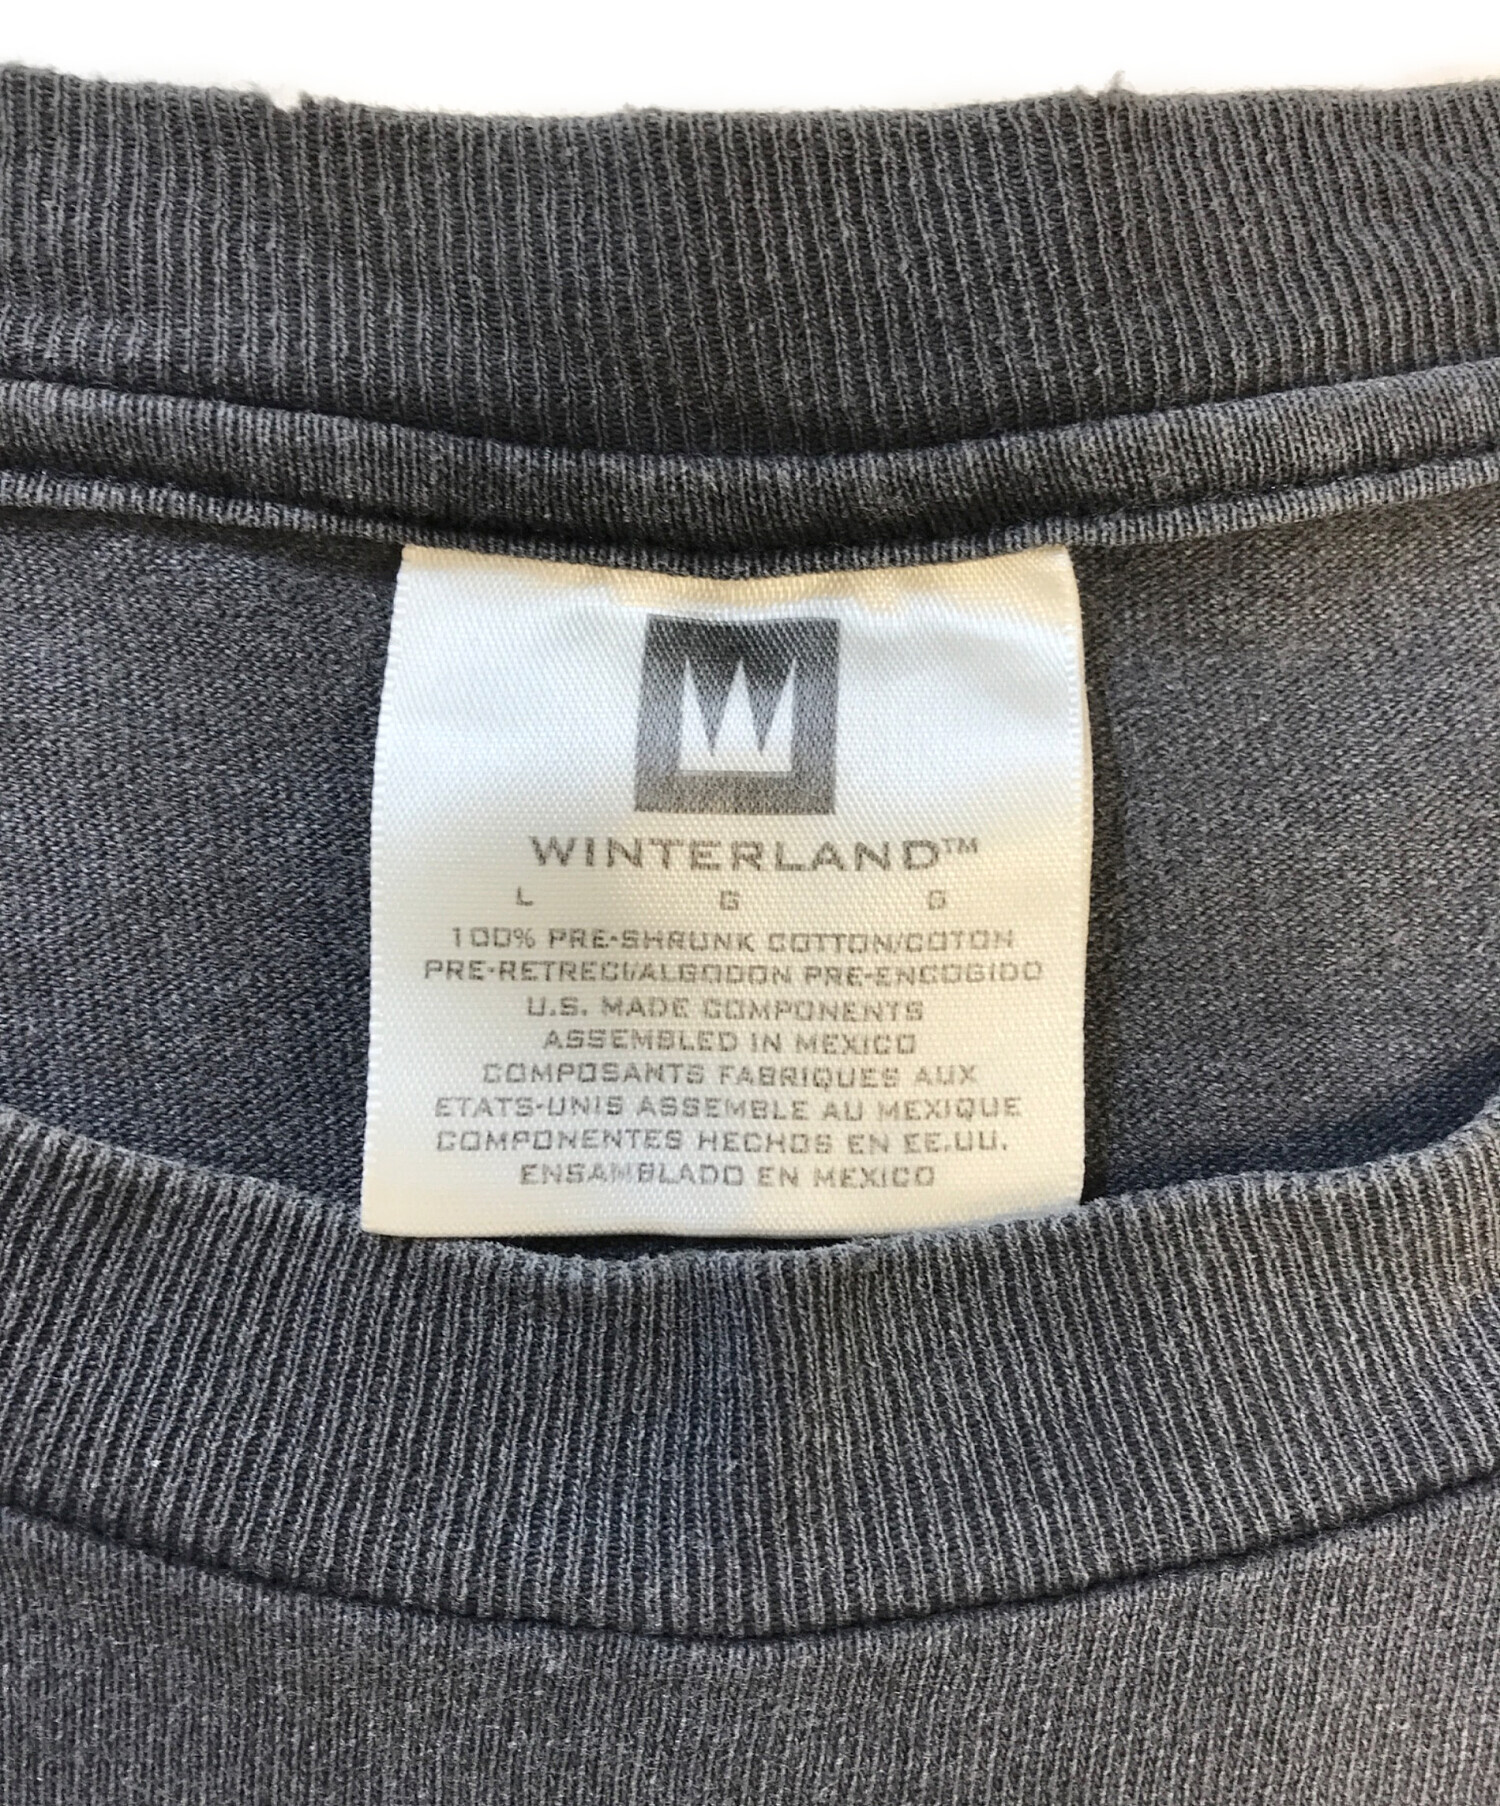 WINTERLAND™
L G G
100% PRE-SHRUNK COTTON/COTON
PRE-RETRECI/ALGODON PRE-ENCOGIDO
U.S. MADE COMPONENTS
ASSEMBLED IN MEXICO
COMPOSANTS FABRIQUES AUX
ETATS-UNIS ASSEMBLE AU MEXIQUE
COMPONENTES HECHOS EN EE.UU.
ENSAMBLADO EN MEXICO